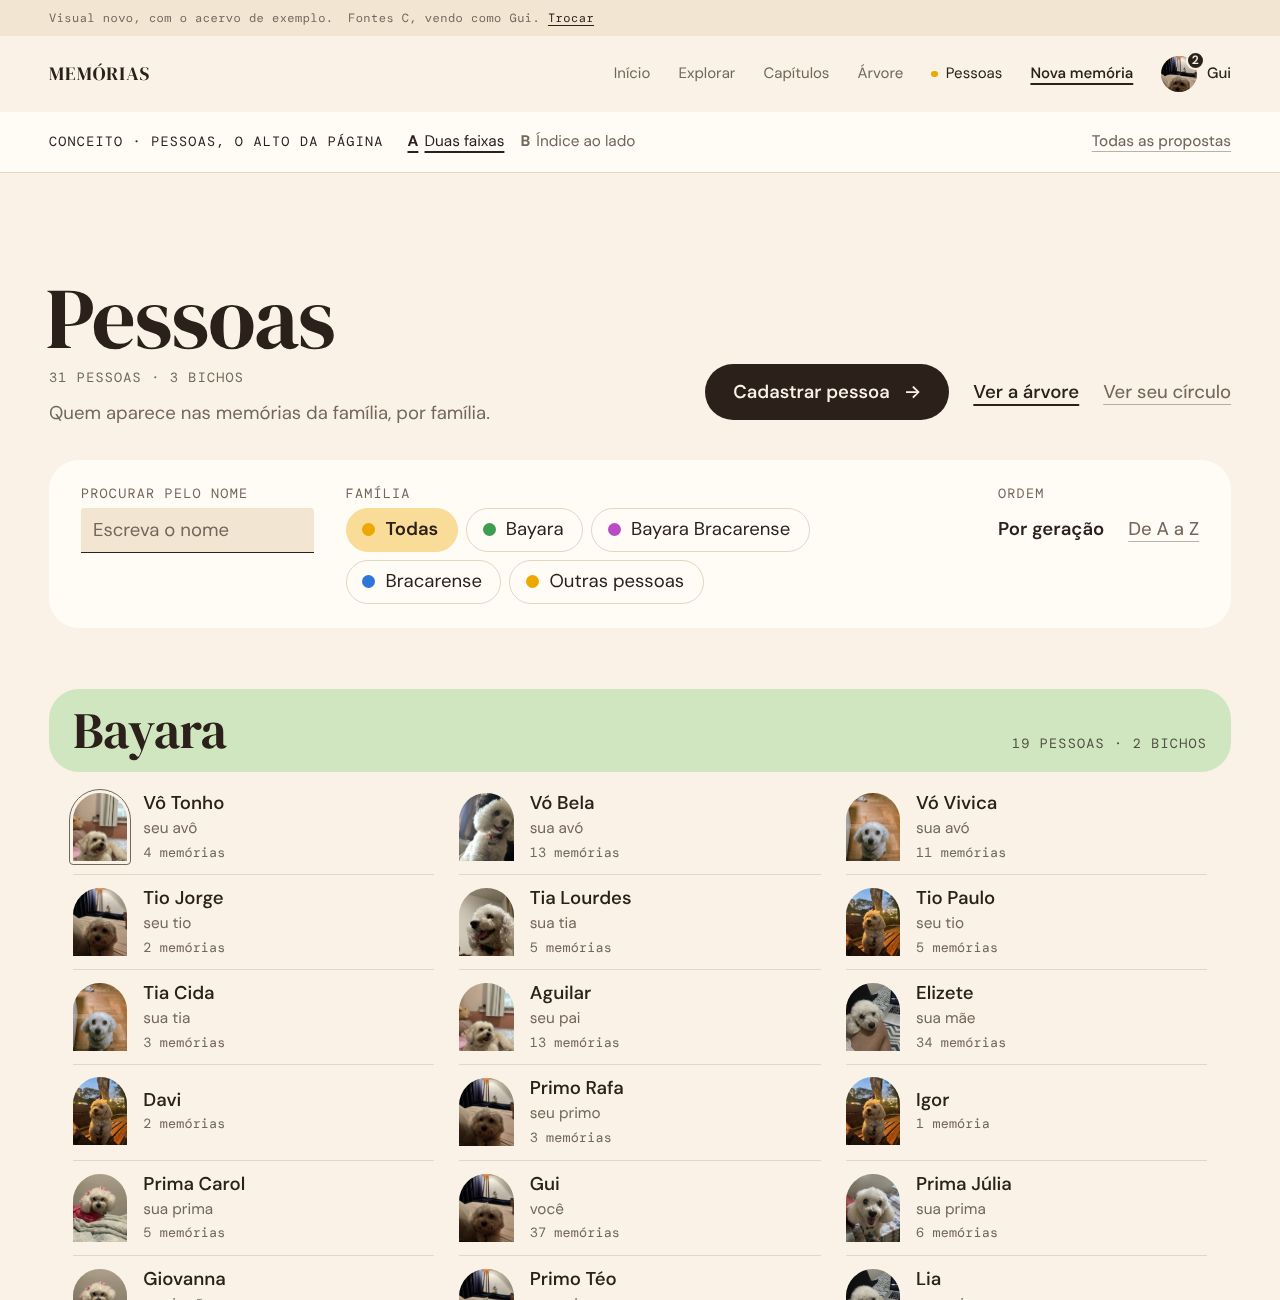 Visual novo, com o acervo de exemplo. Fontes C, vendo como Gui. Trocar
MEMÓRIAS
Início Explorar Capítulos Árvore Pessoas Nova memória 2 Gui
CONCEITO · PESSOAS, O ALTO DA PÁGINA A Duas faixas B Índice ao lado Todas as propostas
Pessoas
31 PESSOAS · 3 BICHOS
Quem aparece nas memórias da família, por família.
Cadastrar pessoa → Ver a árvore Ver seu círculo
PROCURAR PELO NOME FAMÍLIA ORDEM
Escreva o nome Todas Bayara Bayara Bracarense Por geração De A a Z
Bracarense Outras pessoas
Bayara 19 PESSOAS · 2 BICHOS
Vô Tonho
seu avô
4 memórias
Vó Bela
sua avó
13 memórias
Vó Vivica
sua avó
11 memórias
Tio Jorge
seu tio
2 memórias
Tia Lourdes
sua tia
5 memórias
Tio Paulo
seu tio
5 memórias
Tia Cida
sua tia
3 memórias
Aguilar
seu pai
13 memórias
Elizete
sua mãe
34 memórias
Davi
2 memórias
Primo Rafa
seu primo
3 memórias
Igor
1 memória
Prima Carol
sua prima
5 memórias
Gui
você
37 memórias
Prima Júlia
sua prima
6 memórias
Giovanna
Primo Téo
Lia